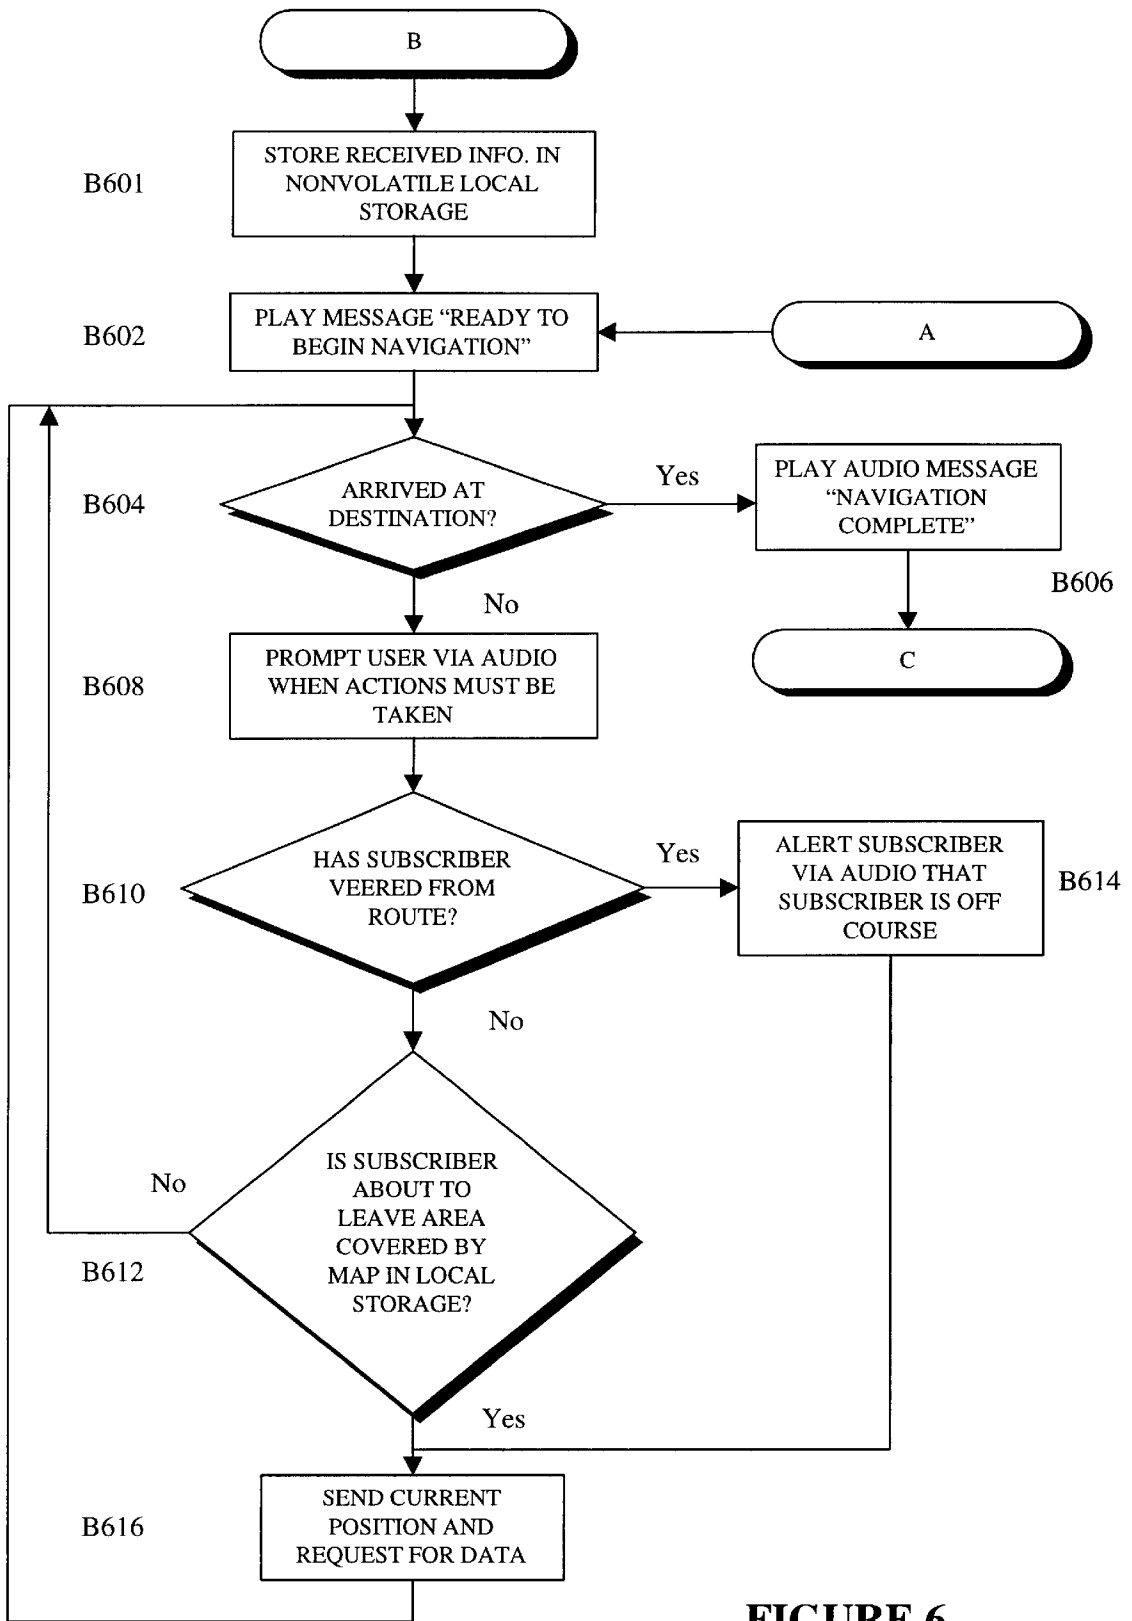 B
B601
STORE RECEIVED INFO. IN
NONVOLATILE LOCAL
STORAGE
B602
PLAY MESSAGE “READY TO
BEGIN NAVIGATION”
A
B604
ARRIVED AT
DESTINATION?
Yes
PLAY AUDIO MESSAGE
“NAVIGATION
COMPLETE”
B606
No
C
B608
PROMPT USER VIA AUDIO
WHEN ACTIONS MUST BE
TAKEN
B610
HAS SUBSCRIBER
VEERED FROM
ROUTE?
Yes
ALERT SUBSCRIBER
VIA AUDIO THAT
SUBSCRIBER IS OFF
COURSE
B614
No
No
B612
IS SUBSCRIBER
ABOUT TO
LEAVE AREA
COVERED BY
MAP IN LOCAL
STORAGE?
Yes
B616
SEND CURRENT
POSITION AND
REQUEST FOR DATA
FIGURE 6